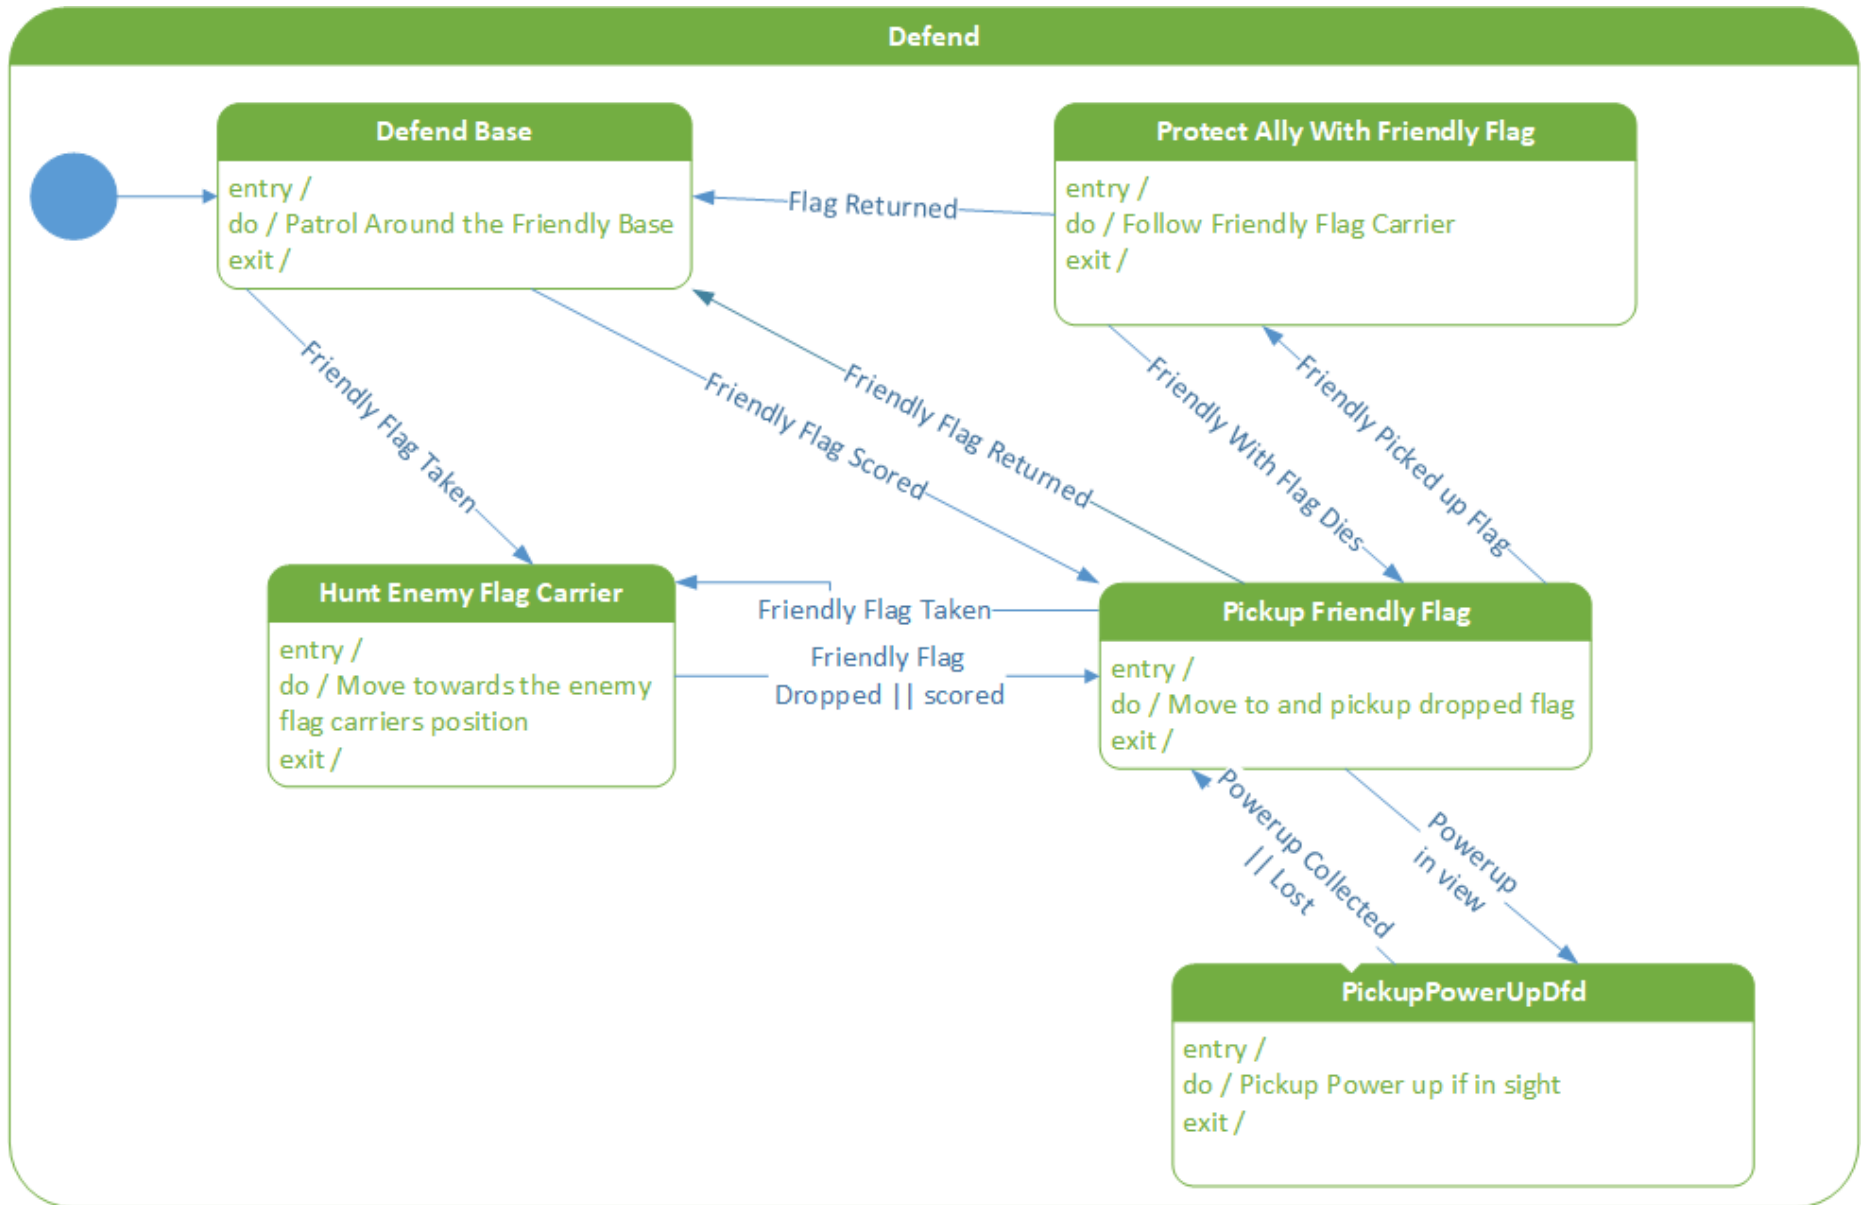 Defend
Defend Base
entry /
do / Patrol Around the Friendly Base
exit /
Protect Ally With Friendly Flag
entry /
do / Follow Friendly Flag Carrier
exit /
Flag Returned
Friendly Flag Taken
Friendly Flag Scored
Friendly Flag Returned
Friendly With Flag Dies
Friendly Picked up Flag
Hunt Enemy Flag Carrier
entry /
do / Move towards the enemy
flag carriers position
exit /
Friendly Flag Taken
Friendly Flag
Dropped || scored
Pickup Friendly Flag
entry /
do / Move to and pickup dropped flag
exit /
Powerup Collected
|| Lost
Powerup
in view
PickupPowerUpDfd
entry /
do / Pickup Power up if in sight
exit /